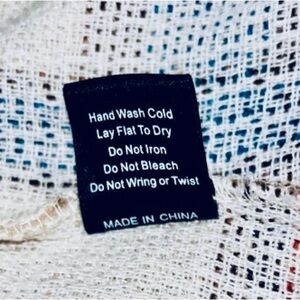 Hand Wash Cold
Lay Flat To Dry
Do Not Iron
Do Not Bleach
Do Not Wring or Twist
MADE IN CHINA